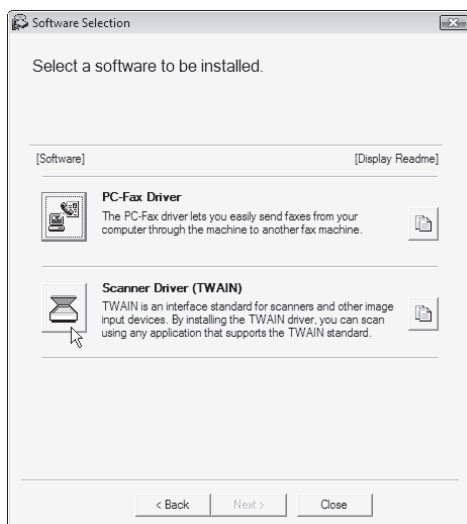 Software Selection
Select a software to be installed.
[Software] [Display Readme]
PC-Fax Driver
The PC-Fax driver lets you easily send faxes from your
computer through the machine to another fax machine.
Scanner Driver (TWAIN)
TWAIN is an interface standard for scanners and other image
input devices. By installing the TWAIN driver, you can scan
using any application that supports the TWAIN standard.
< Back Next > Close